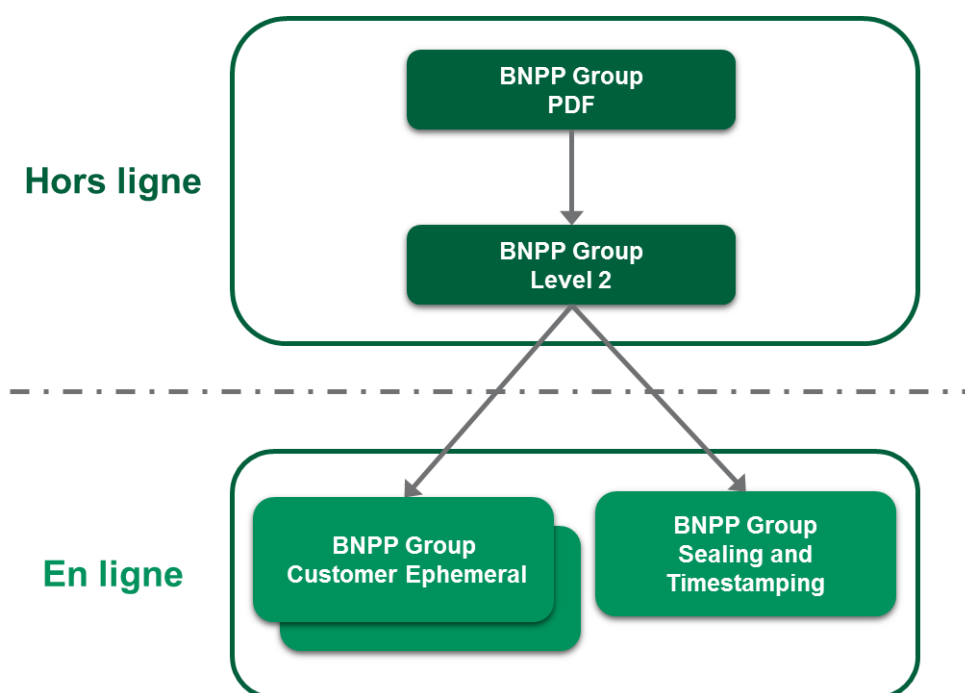 BNPP Group
PDF
Hors ligne
BNPP Group
Level 2
BNPP Group
Customer Ephemeral
BNPP Group
Sealing and
Timestamping
En ligne